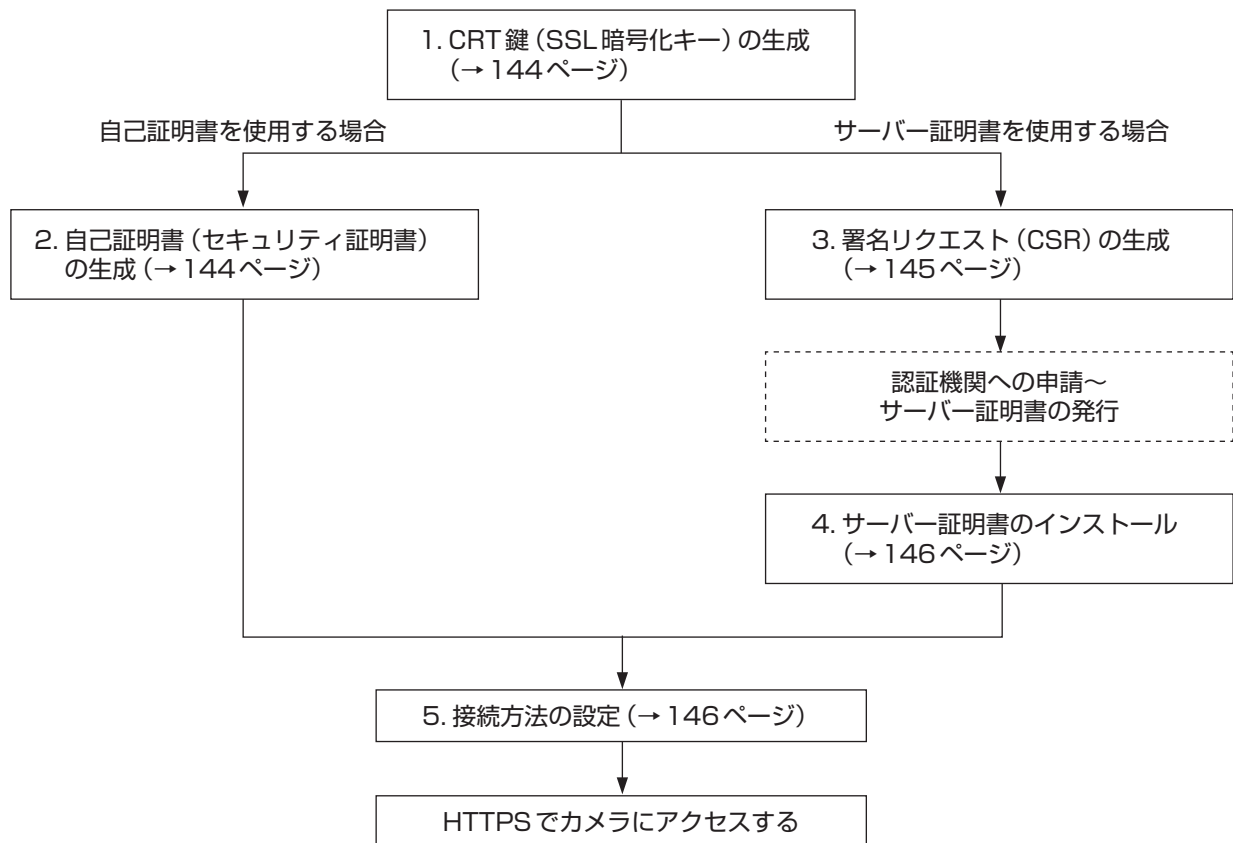 1. CRT鍵（SSL暗号化キー）の生成
（→144ページ）
自己証明書を使用する場合
サーバー証明書を使用する場合
2. 自己証明書（セキュリティ証明書）
の生成（→144ページ）
3. 署名リクエスト（CSR）の生成
（→145ページ）
認証機関への申請～
サーバー証明書の発行
4. サーバー証明書のインストール
（→146ページ）
5. 接続方法の設定（→146ページ）
HTTPSでカメラにアクセスする